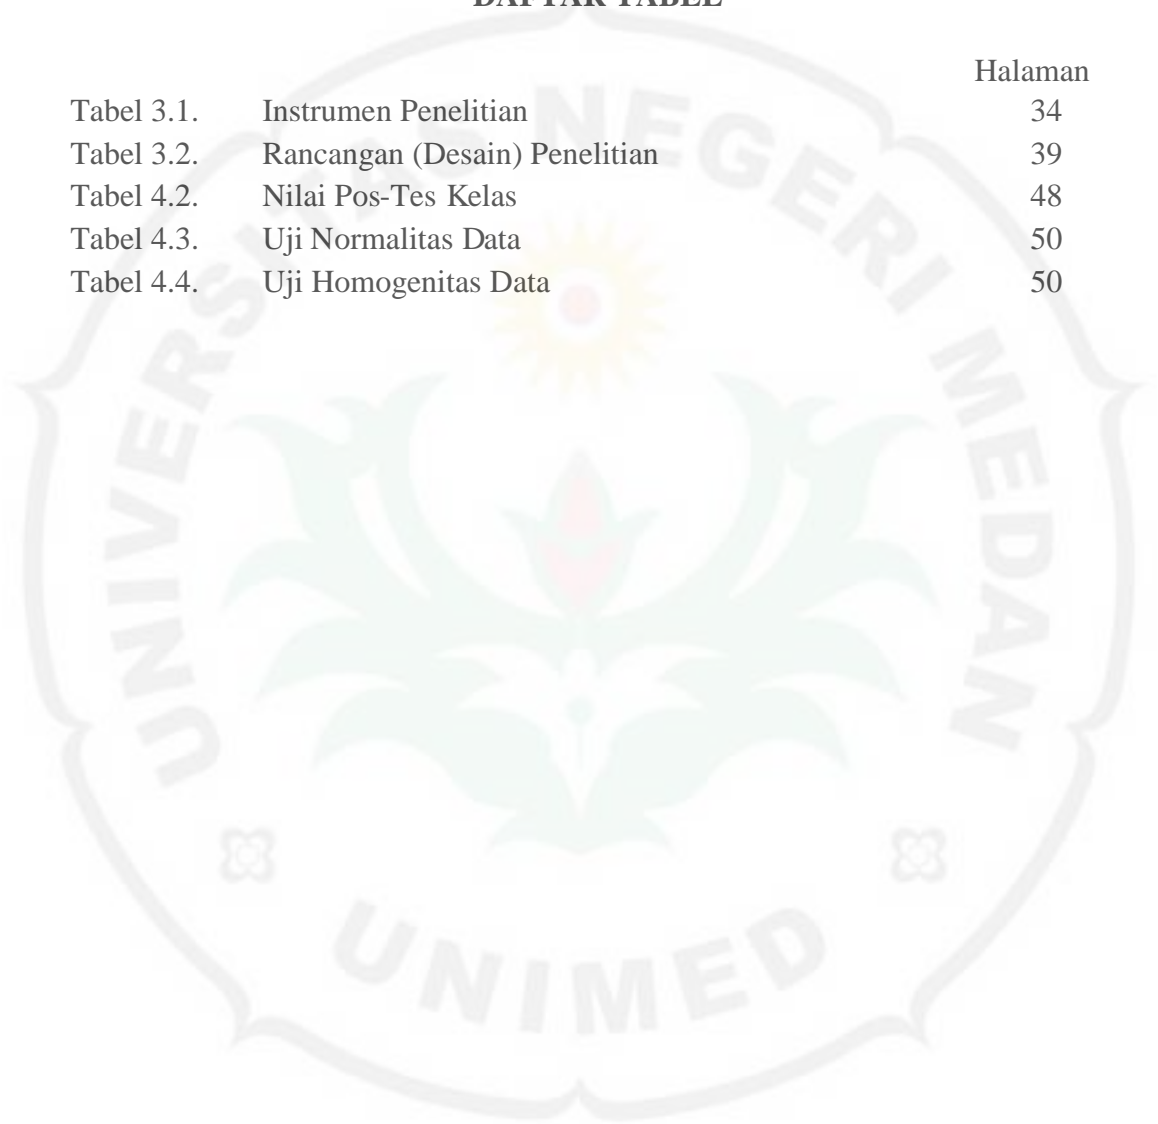 DAFTAR TABEL
Halaman
Tabel 3.1. Instrumen Penelitian 34
Tabel 3.2. Rancangan (Desain) Penelitian 39
Tabel 4.2. Nilai Pos-Tes Kelas 48
Tabel 4.3. Uji Normalitas Data 50
Tabel 4.4. Uji Homogenitas Data 50
UNIVERSITAS NEGERI MEDAN
UNIMED